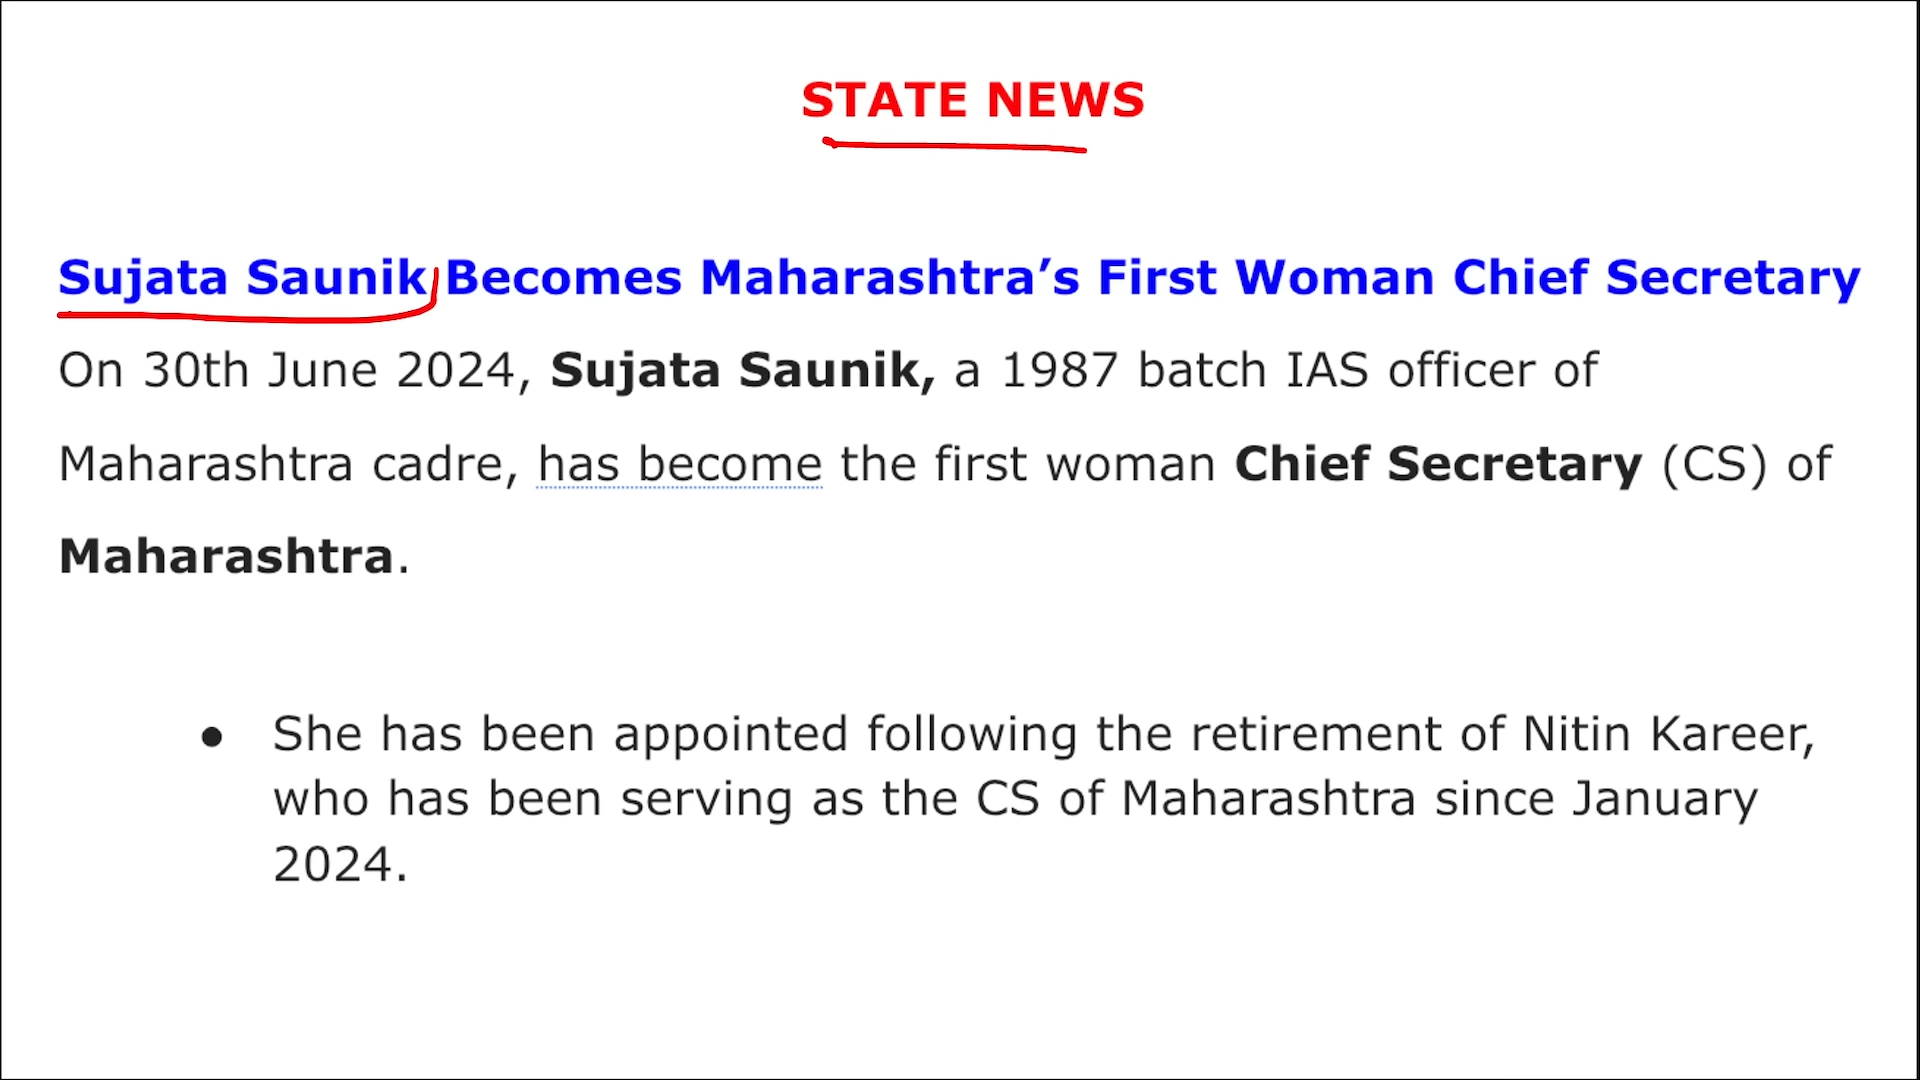 STATE NEWS
Sujata Saunik Becomes Maharashtra’s First Woman Chief Secretary
On 30th June 2024, Sujata Saunik, a 1987 batch IAS officer of
Maharashtra cadre, has become the first woman Chief Secretary (CS) of
Maharashtra.
● She has been appointed following the retirement of Nitin Kareer,
who has been serving as the CS of Maharashtra since January
2024.